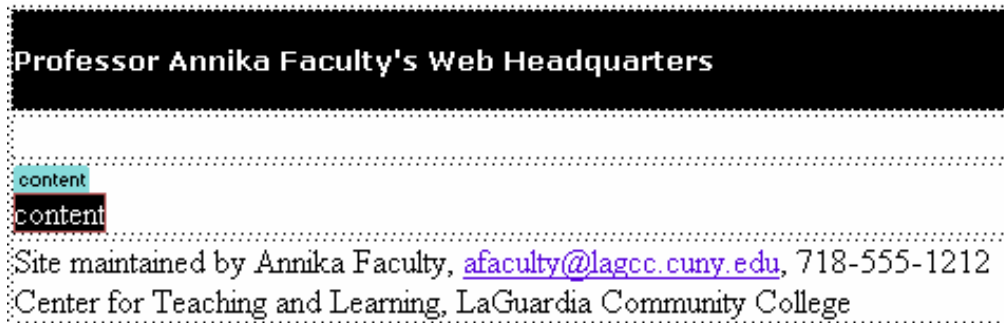 Professor Annika Faculty's Web Headquarters
content
content
Site maintained by Annika Faculty, afaculty@lagcc.cuny.edu, 718-555-1212
Center for Teaching and Learning, LaGuardia Community College